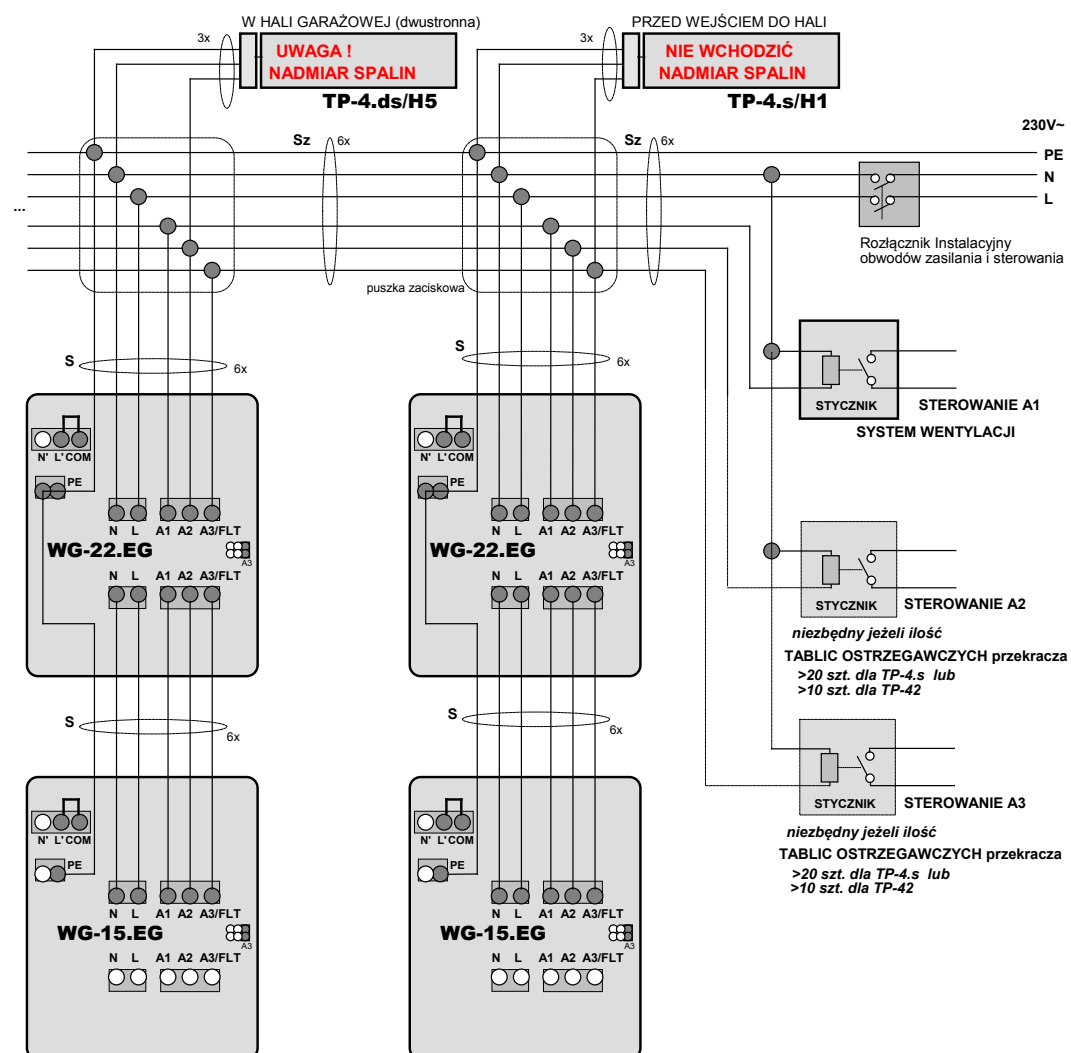 W HALI GARAŻOWEJ (dwustronna)
3x
UWAGA !
NADMIAR SPALIN
TP-4.ds/H5
PRZED WEJŚCIEM DO HALI
3x
NIE WCHODZIĆ
NADMIAR SPALIN
TP-4.s/H1
230V~
Sz 6x
Sz 6x
PE
N
L
...
Rozłącznik Instalacyjny
obwodów zasilania i sterowania
puszka zaciskowa
S 6x
S 6x
STYCZNIK
STEROWANIE A1
SYSTEM WENTYLACJI
N' L' COM
PE
N L A1 A2 A3/FLT
WG-22.EG
A3
N L A1 A2 A3/FLT
N' L' COM
PE
N L A1 A2 A3/FLT
WG-22.EG
A3
N L A1 A2 A3/FLT
STYCZNIK
STEROWANIE A2
niezbędny jeżeli ilość
TABLIC OSTRZEGAWCZYCH przekracza
>20 szt. dla TP-4.s lub
>10 szt. dla TP-42
S 6x
S 6x
STYCZNIK
STEROWANIE A3
niezbędny jeżeli ilość
TABLIC OSTRZEGAWCZYCH przekracza
>20 szt. dla TP-4.s lub
>10 szt. dla TP-42
N' L' COM
PE
N L A1 A2 A3/FLT
WG-15.EG
A3
N L A1 A2 A3/FLT
N' L' COM
PE
N L A1 A2 A3/FLT
WG-15.EG
A3
N L A1 A2 A3/FLT